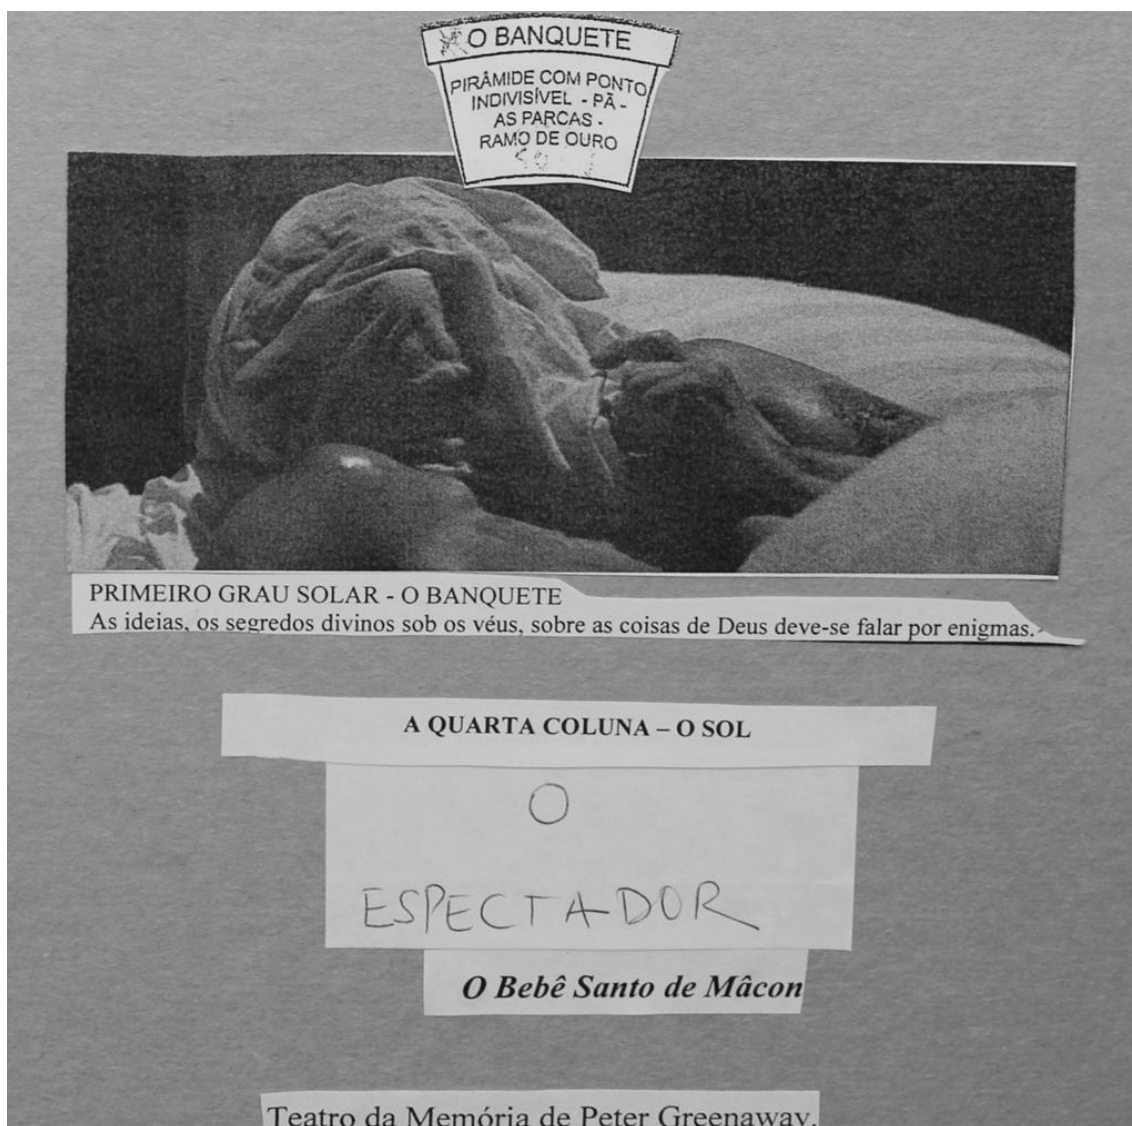 O BANQUETE
PIRÂMIDE COM PONTO
INDIVISÍVEL - PÃ -
AS PARCAS -
RAMO DE OURO
PRIMEIRO GRAU SOLAR - O BANQUETE
As ideias, os segredos divinos sob os véus, sobre as coisas de Deus deve-se falar por enigmas.
A QUARTA COLUNA – O SOL
O
ESPECTADOR
O Bebê Santo de Mâcon
Teatro da Memória de Peter Greenaway.